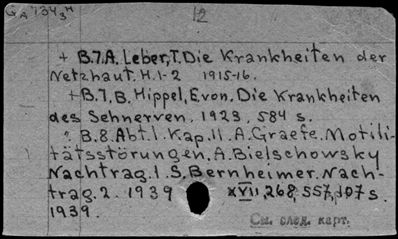 12
+ B.7.A. Leber, T. Die Krankheiten der
Netzhaut. H.1-2 1915-16.
+ B.7.B. Hippel, E von. Die Krankheiten
des Sehnerven. 1923, 584 s.
B.8. Abt.1. Kap.11. A. Graefe. Motili-
tätsstörungen. A. Bielschowsky
Nachtrag.1 S. Bernheimer. Nach-
trag.2. 1939 XVII, 268, 557, 107 s.
1939.
См. след. карт.